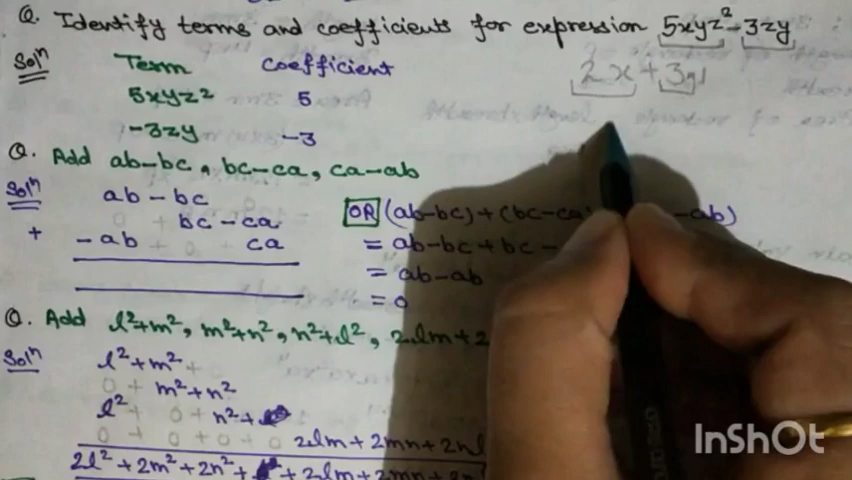 Q. Identify terms and coefficients for expression 5xyz² - 3zy
Solⁿ Term coefficient
2x + 3y
5xyz² 5
-3zy -3
Q. Add ab-bc, bc-ca, ca-ab
Solⁿ ab - bc
bc - ca OR (ab-bc) + (bc-ca) -ab)
+ -ab ca = ab-bc+bc-
= ab-ab
= 0
Q. Add l²+m², m²+n², n²+l², 2lm+2
Solⁿ l² + m² +
0 + m² + n²
l² + 0 + n² +
0 + 0 + 0 + 0 2lm + 2mn + 2nl
2l² + 2m² + 2n² + + 2lm + 2mn + 2nl
InShOt